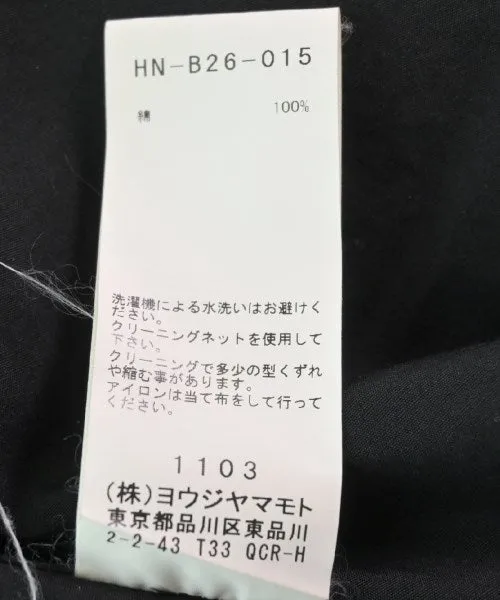 HN-B26-015
綿 100%
洗濯機による水洗いはお避けく
ださい。
クリーニングネットを使用して
下さい。
クリーニングで多少の型くずれ
や縮む事があります。
アイロンは当て布をして行って
ください。
1103
(株)ヨウジヤマモト
東京都品川区東品川
2-2-43 T33 QCR-H